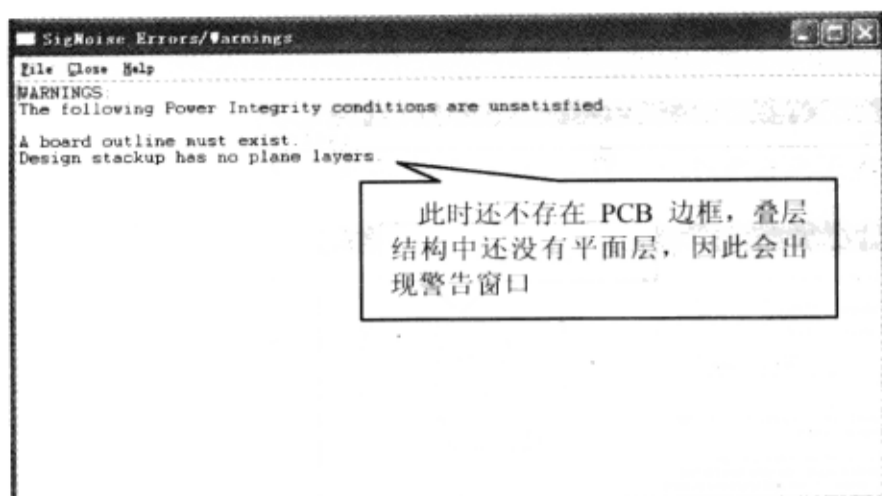 SigNoise Errors/Warnings
File Close Help
WARNINGS:
The following Power Integrity conditions are unsatisfied
A board outline must exist.
Design stackup has no plane layers.
此时还不存在 PCB 边框，叠层
结构中还没有平面层，因此会出
现警告窗口